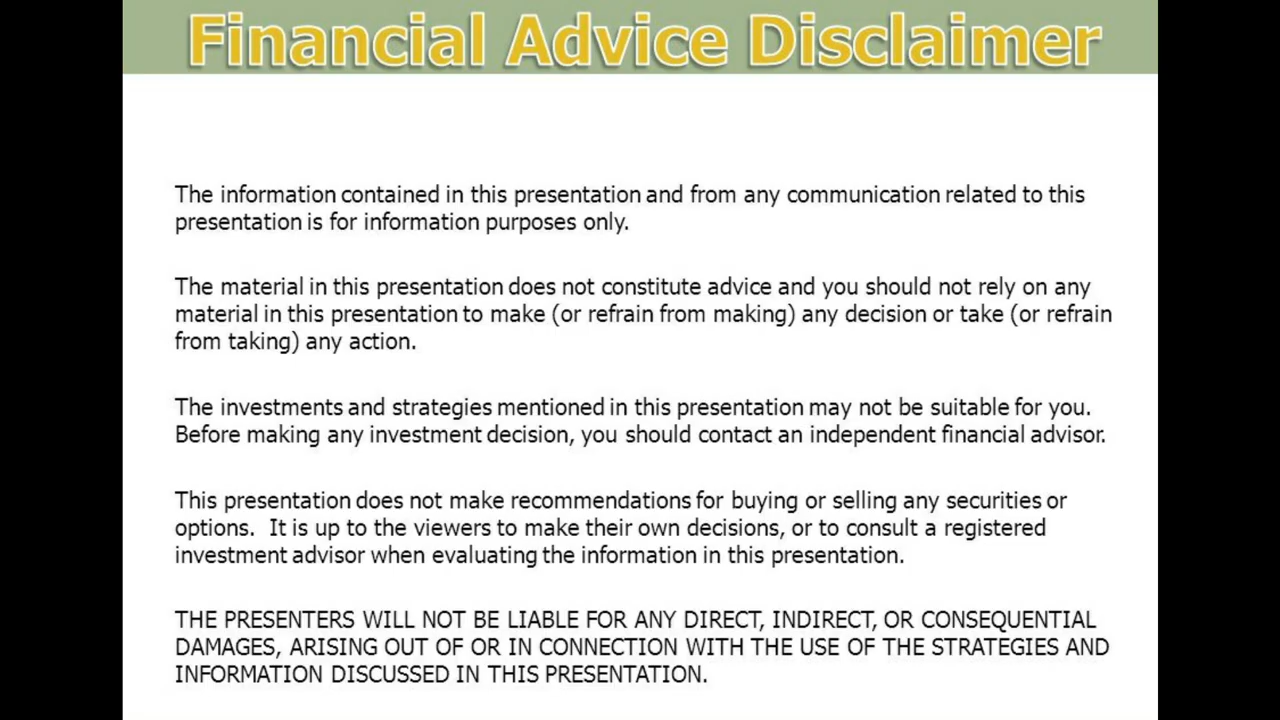 Financial Advice Disclaimer
The information contained in this presentation and from any communication related to this
presentation is for information purposes only.
The material in this presentation does not constitute advice and you should not rely on any
material in this presentation to make (or refrain from making) any decision or take (or refrain
from taking) any action.
The investments and strategies mentioned in this presentation may not be suitable for you.
Before making any investment decision, you should contact an independent financial advisor.
This presentation does not make recommendations for buying or selling any securities or
options.  It is up to the viewers to make their own decisions, or to consult a registered
investment advisor when evaluating the information in this presentation.
THE PRESENTERS WILL NOT BE LIABLE FOR ANY DIRECT, INDIRECT, OR CONSEQUENTIAL
DAMAGES, ARISING OUT OF OR IN CONNECTION WITH THE USE OF THE STRATEGIES AND
INFORMATION DISCUSSED IN THIS PRESENTATION.